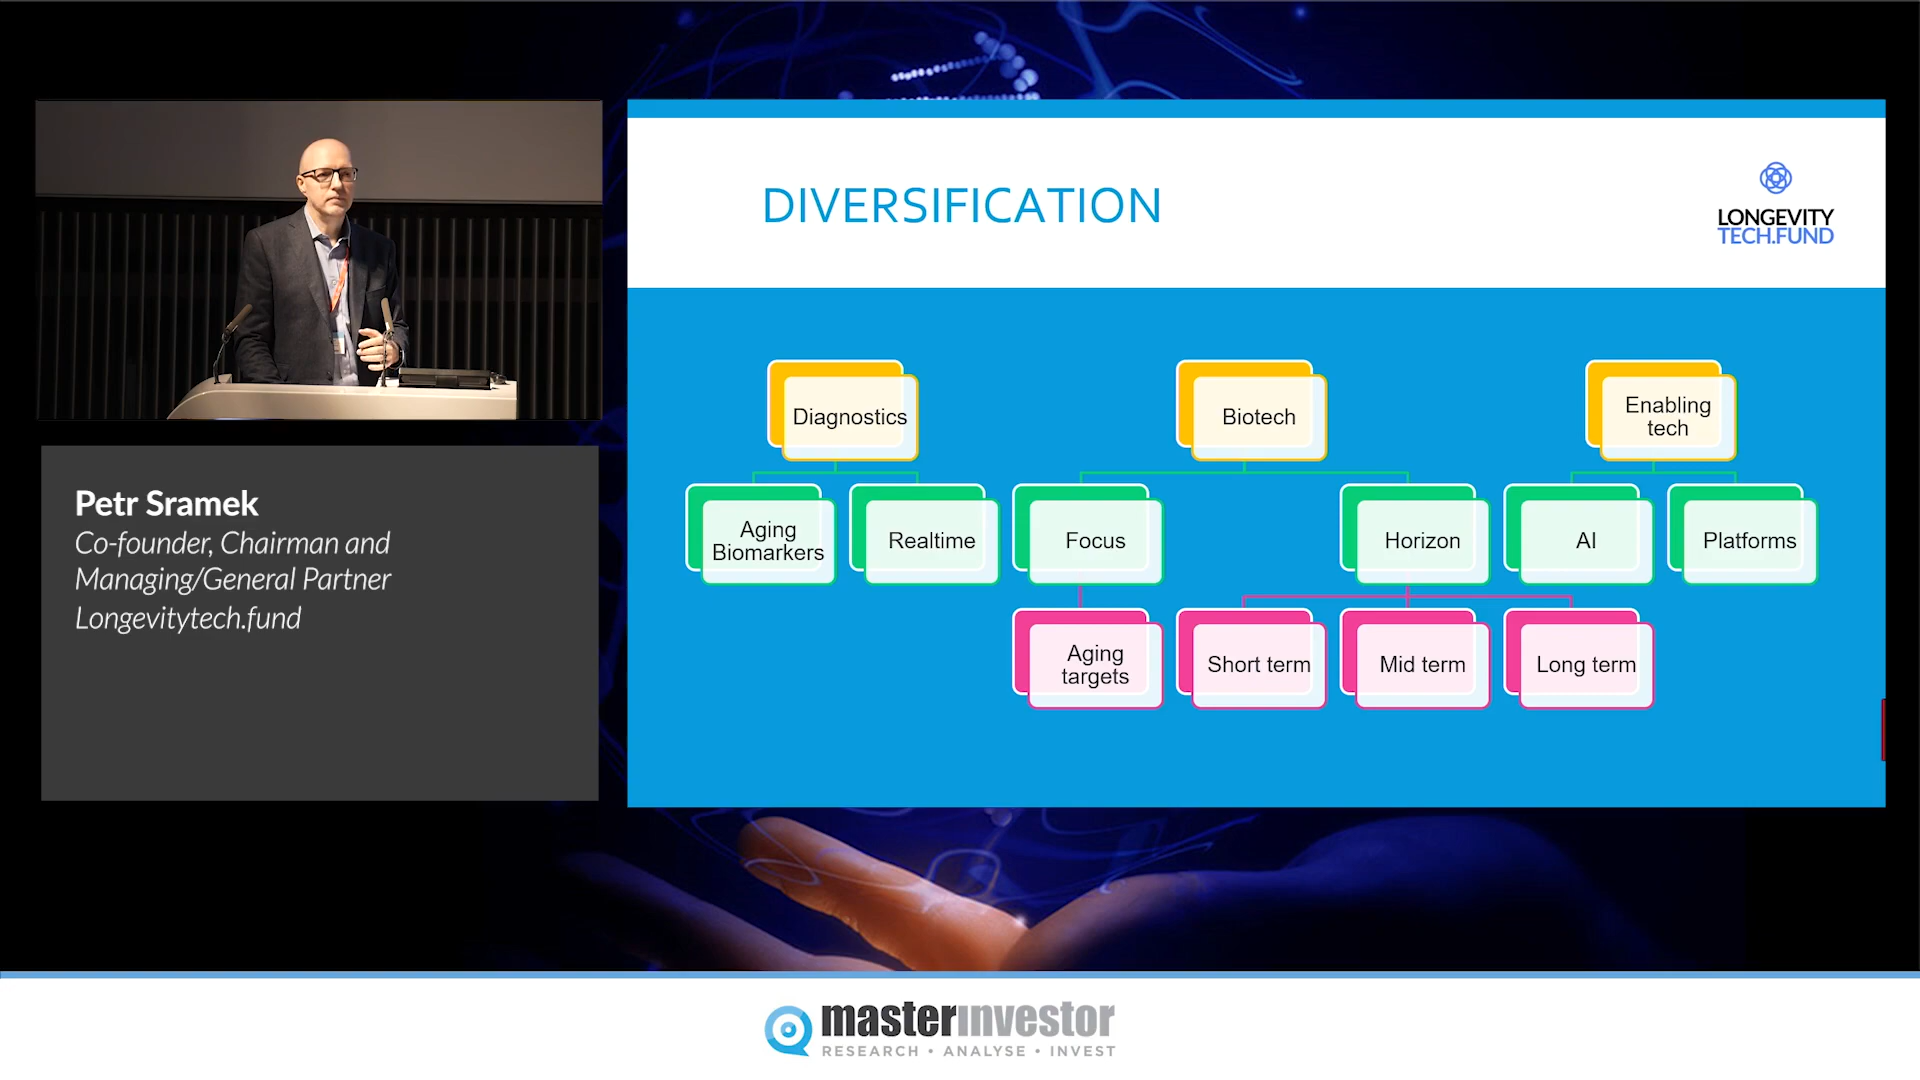 DIVERSIFICATION
LONGEVITY
TECH.FUND
Diagnostics
Biotech
Enabling
tech
Aging
Biomarkers
Realtime
Focus
Horizon
AI
Platforms
Aging
targets
Short term
Mid term
Long term
Petr Sramek
Co-founder, Chairman and
Managing/General Partner
Longevitytech.fund
masterinvestor
RESEARCH • ANALYSE • INVEST